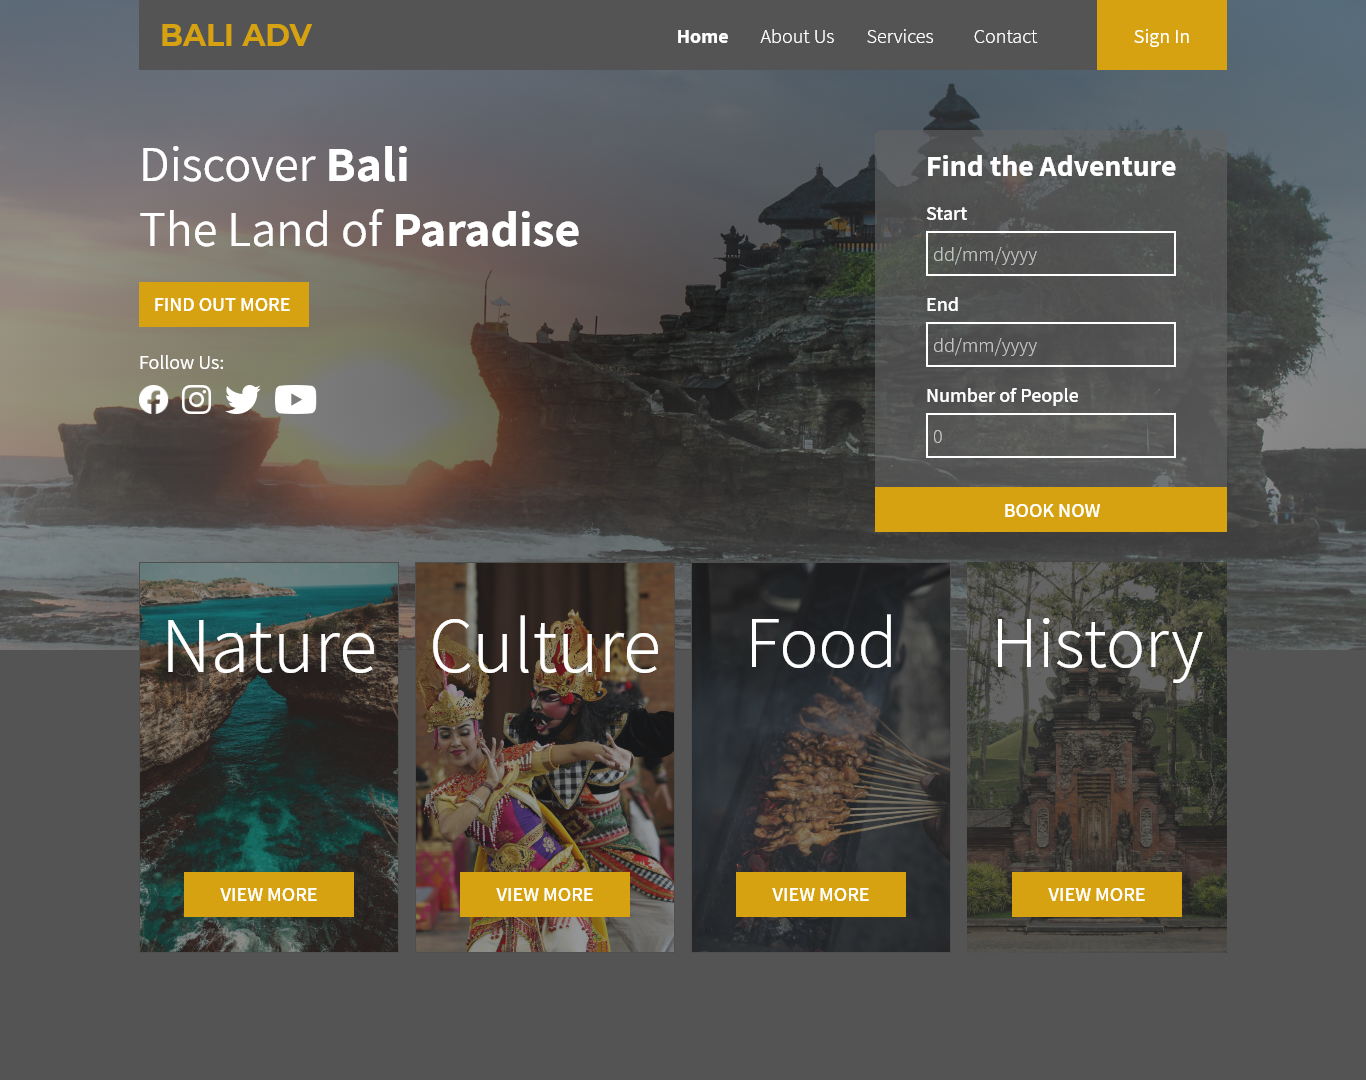 BALI ADV
Home About Us Services Contact Sign In
Discover Bali
The Land of Paradise
FIND OUT MORE
Follow Us:
Find the Adventure
Start
dd/mm/yyyy
End
dd/mm/yyyy
Number of People
0
BOOK NOW
Nature
VIEW MORE
Culture
VIEW MORE
Food
VIEW MORE
History
VIEW MORE